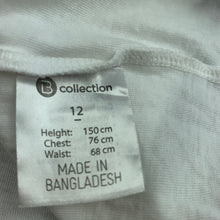 B
collection
12
Height: 150 cm
Chest: 76 cm
Waist: 68 cm
MADE IN
BANGLADESH